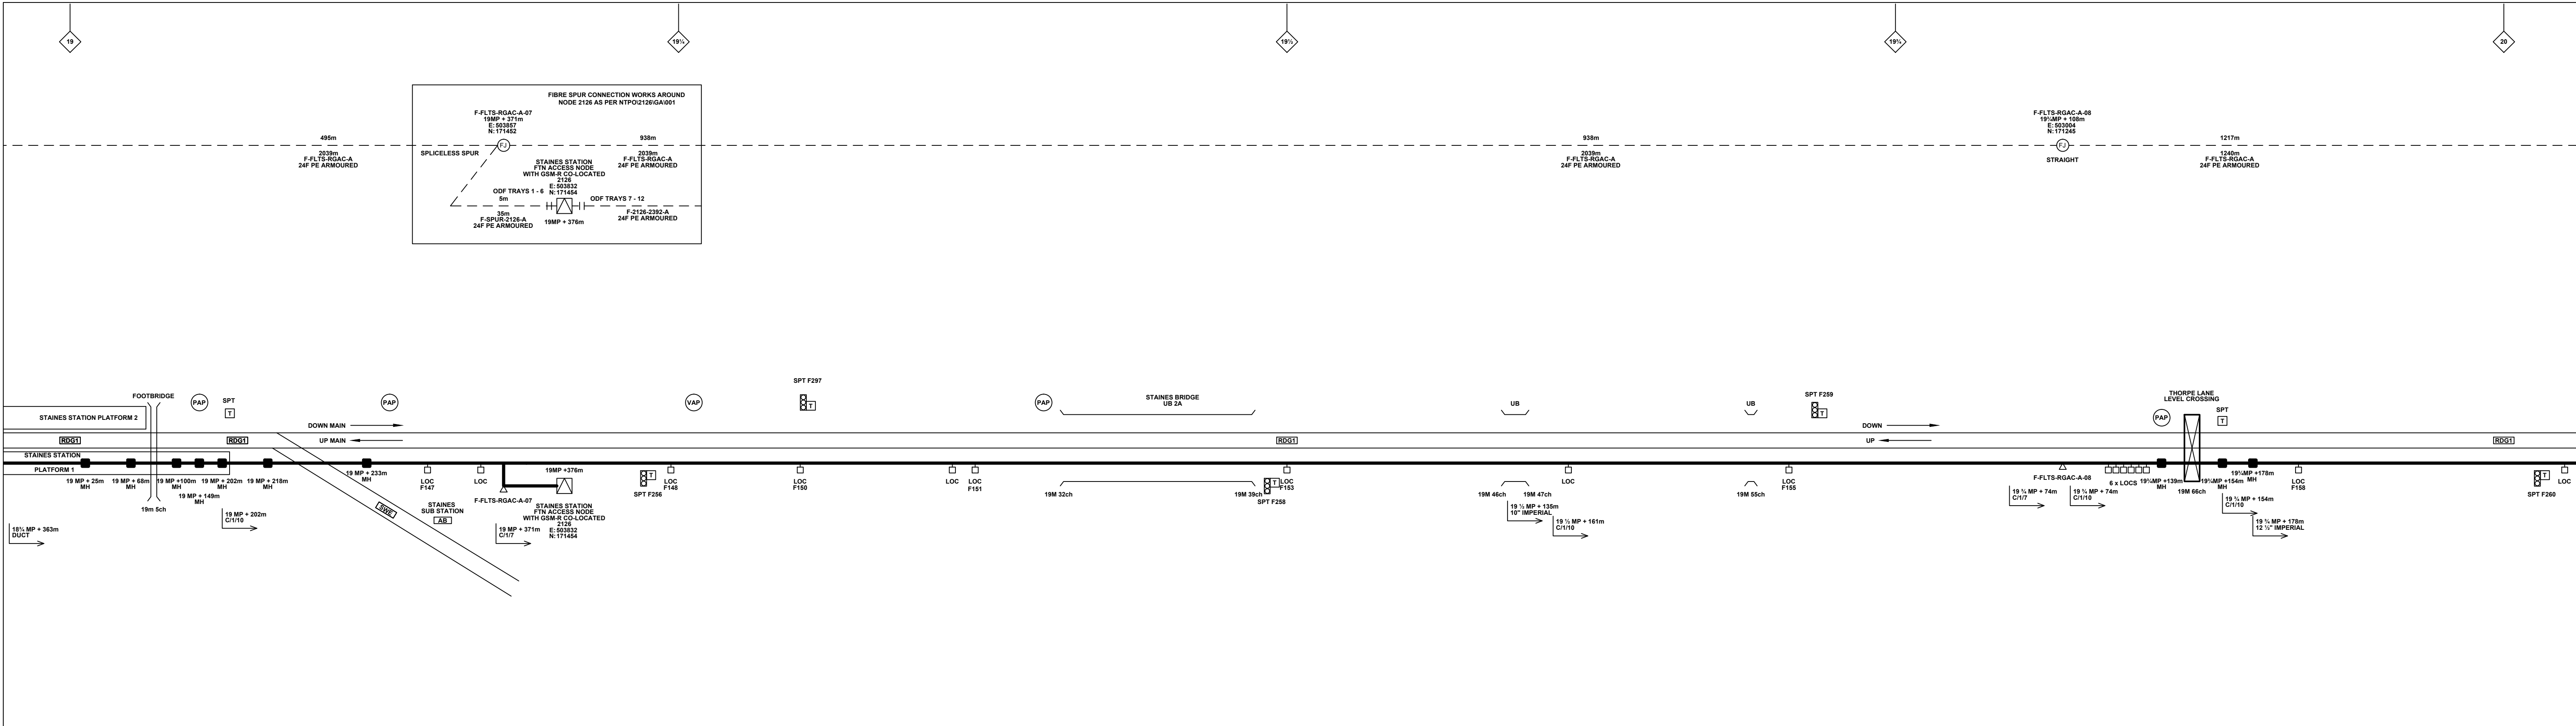 19
19¼
19½
19¾
20
FIBRE SPUR CONNECTION WORKS AROUND
NODE 2126 AS PER NTPO\2126\GA\001
F-FLTS-RGAC-A-07
19MP + 371m
E: 503857
N: 171452
FJ
495m
2039m
F-FLTS-RGAC-A
24F PE ARMOURED
SPLICELESS SPUR
938m
2039m
F-FLTS-RGAC-A
24F PE ARMOURED
STAINES STATION
FTN ACCESS NODE
WITH GSM-R CO-LOCATED
2126
E: 503832
N: 171454
ODF TRAYS 1 - 6
5m
ODF TRAYS 7 - 12
35m
F-SPUR-2126-A
24F PE ARMOURED
19MP + 376m
F-2126-2392-A
24F PE ARMOURED
938m
2039m
F-FLTS-RGAC-A
24F PE ARMOURED
F-FLTS-RGAC-A-08
19¾MP + 108m
E: 503004
N: 171245
FJ
STRAIGHT
1217m
1240m
F-FLTS-RGAC-A
24F PE ARMOURED
STAINES STATION PLATFORM 2
FOOTBRIDGE
PAP
SPT
T
PAP
VAP
SPT F297
T
PAP
STAINES BRIDGE
UB 2A
UB
UB
SPT F259
T
PAP
THORPE LANE
LEVEL CROSSING
SPT
T
DOWN MAIN
UP MAIN
DOWN
UP
RDG1
RDG1
RDG1
RDG1
STAINES STATION
PLATFORM 1
19 MP + 25m
MH
19 MP + 68m
MH
19 MP +100m
MH
19 MP + 149m
MH
19 MP + 202m
MH
19 MP + 218m
MH
19 MP + 233m
MH
19m 5ch
18¾ MP + 363m
DUCT
19 MP + 202m
C/1/10
SWE
LOC
F147
STAINES
SUB STATION
AB
LOC
F-FLTS-RGAC-A-07
19 MP + 371m
C/1/7
19MP +376m
STAINES STATION
FTN ACCESS NODE
WITH GSM-R CO-LOCATED
2126
E: 503832
N: 171454
T
SPT F256
LOC
F148
LOC
F150
LOC
LOC
F151
19M 32ch
19M 39ch
T
SPT F258
LOC
F153
19M 46ch
19M 47ch
19 ½ MP + 135m
10" IMPERIAL
19 ½ MP + 161m
C/1/10
LOC
19M 55ch
LOC
F155
F-FLTS-RGAC-A-08
19 ¾ MP + 74m
C/1/7
19 ¾ MP + 74m
C/1/10
6 x LOCS
19¾MP +139m
MH
19M 66ch
19¾MP +154m
MH
19¾MP +178m
MH
19 ¾ MP + 154m
C/1/10
19 ¾ MP + 178m
12 ½" IMPERIAL
LOC
F158
T
SPT F260
LOC